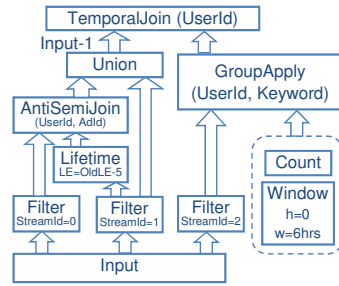 TemporalJoin (UserId)
Input-1
Union
GroupApply
(UserId, Keyword)
AntiSemiJoin
(UserId, AdId)
Lifetime
LE=OldLE-5
Count
Window
h=0
w=6hrs
Filter
StreamId=0
Filter
StreamId=1
Filter
StreamId=2
Input